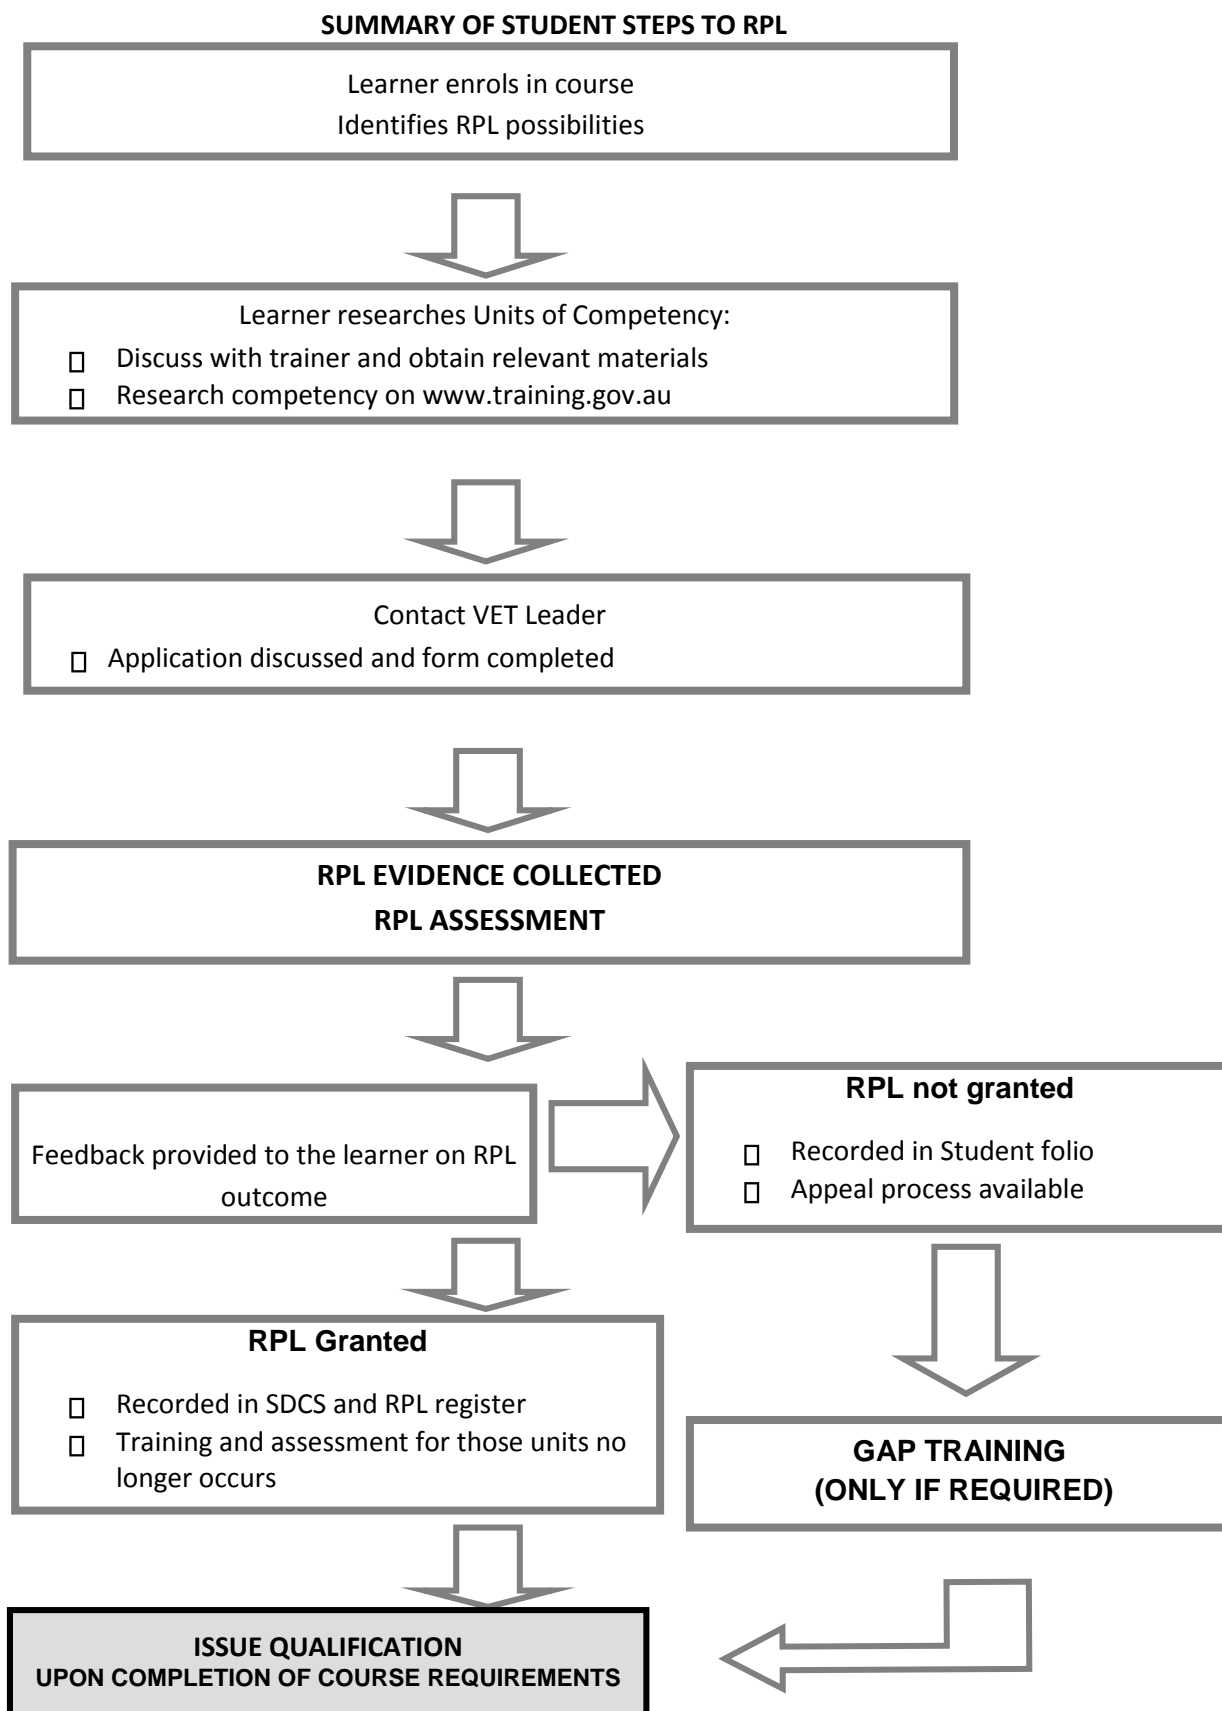 SUMMARY OF STUDENT STEPS TO RPL
Learner enrols in course
Identifies RPL possibilities
Learner researches Units of Competency:
Discuss with trainer and obtain relevant materials
Research competency on www.training.gov.au
Contact VET Leader
Application discussed and form completed
RPL EVIDENCE COLLECTED
RPL ASSESSMENT
Feedback provided to the learner on RPL
outcome
RPL not granted
Recorded in Student folio
Appeal process available
RPL Granted
Recorded in SDCS and RPL register
Training and assessment for those units no
longer occurs
GAP TRAINING
(ONLY IF REQUIRED)
ISSUE QUALIFICATION
UPON COMPLETION OF COURSE REQUIREMENTS